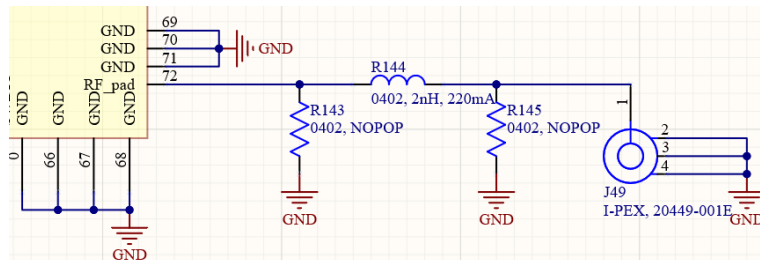 GND 69
GND 70 GND
GND 71
RF_pad 72
R144
0402, 2nH, 220mA
R143
0402, NOPOP
R145
0402, NOPOP
1
2
3
4
GND GND GND
0 66 67 68
GND GND
J49
I-PEX, 20449-001E
GND
GND